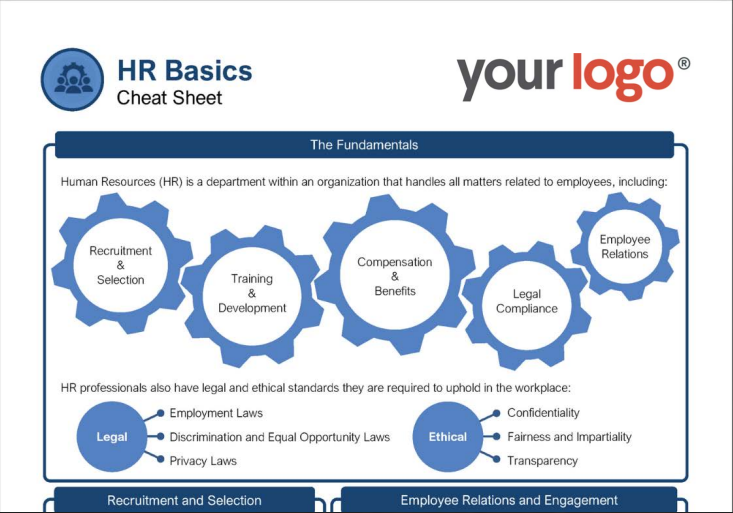 HR Basics
Cheat Sheet
your logo®
The Fundamentals
Human Resources (HR) is a department within an organization that handles all matters related to employees, including:
Recruitment
&
Selection
Training
&
Development
Compensation
&
Benefits
Legal
Compliance
Employee
Relations
HR professionals also have legal and ethical standards they are required to uphold in the workplace:
Legal
Employment Laws
Discrimination and Equal Opportunity Laws
Privacy Laws
Ethical
Confidentiality
Fairness and Impartiality
Transparency
Recruitment and Selection
Employee Relations and Engagement